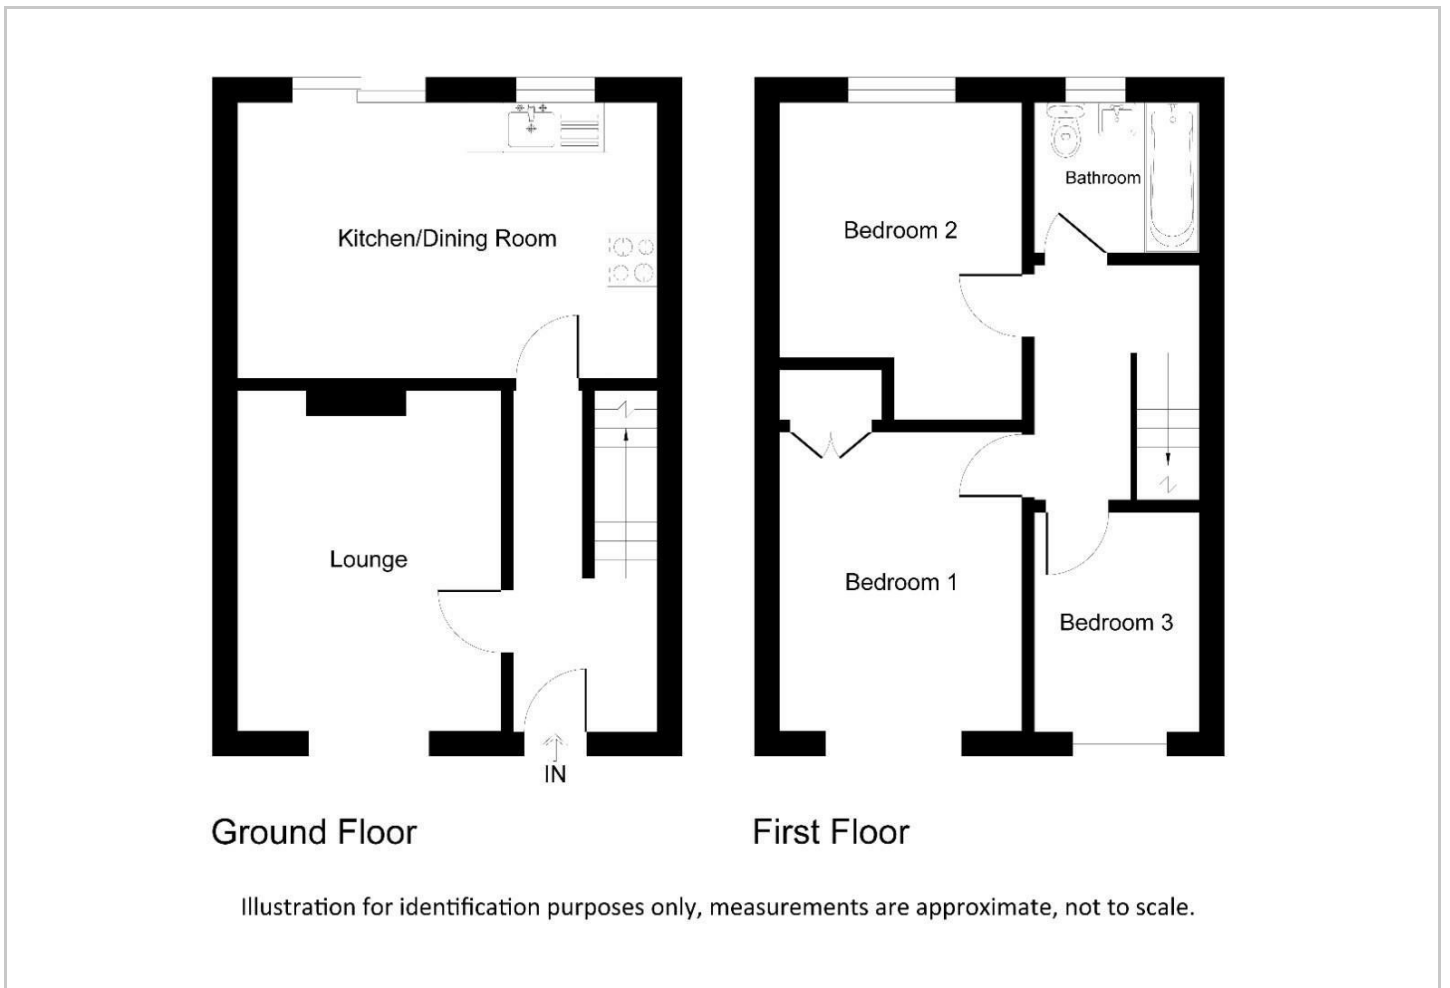 Kitchen/Dining Room
Lounge
IN
Ground Floor
Bedroom 2
Bathroom
Bedroom 1
Bedroom 3
First Floor
Illustration for identification purposes only, measurements are approximate, not to scale.